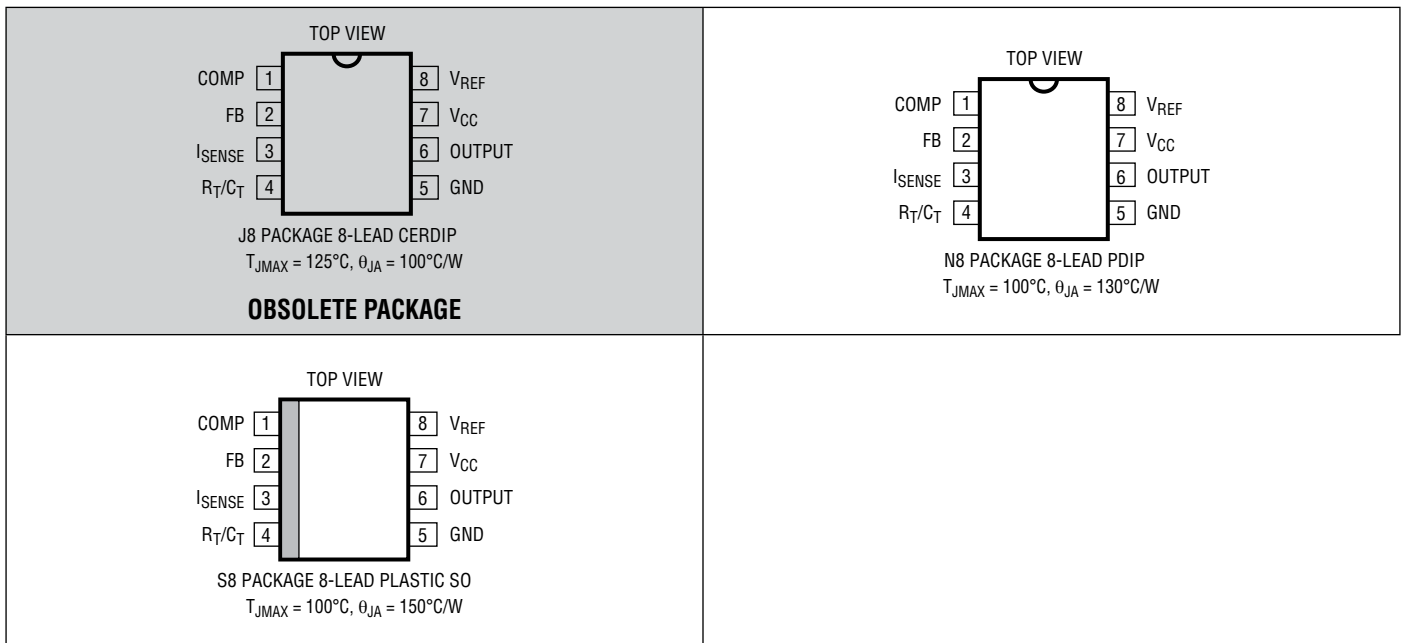 TOP VIEW
COMP 1 8 VREF
FB 2 7 VCC
ISENSE 3 6 OUTPUT
RT/CT 4 5 GND
J8 PACKAGE 8-LEAD CERDIP
TJMAX = 125°C, θJA = 100°C/W
OBSOLETE PACKAGE
TOP VIEW
COMP 1 8 VREF
FB 2 7 VCC
ISENSE 3 6 OUTPUT
RT/CT 4 5 GND
N8 PACKAGE 8-LEAD PDIP
TJMAX = 100°C, θJA = 130°C/W
TOP VIEW
COMP 1 8 VREF
FB 2 7 VCC
ISENSE 3 6 OUTPUT
RT/CT 4 5 GND
S8 PACKAGE 8-LEAD PLASTIC SO
TJMAX = 100°C, θJA = 150°C/W